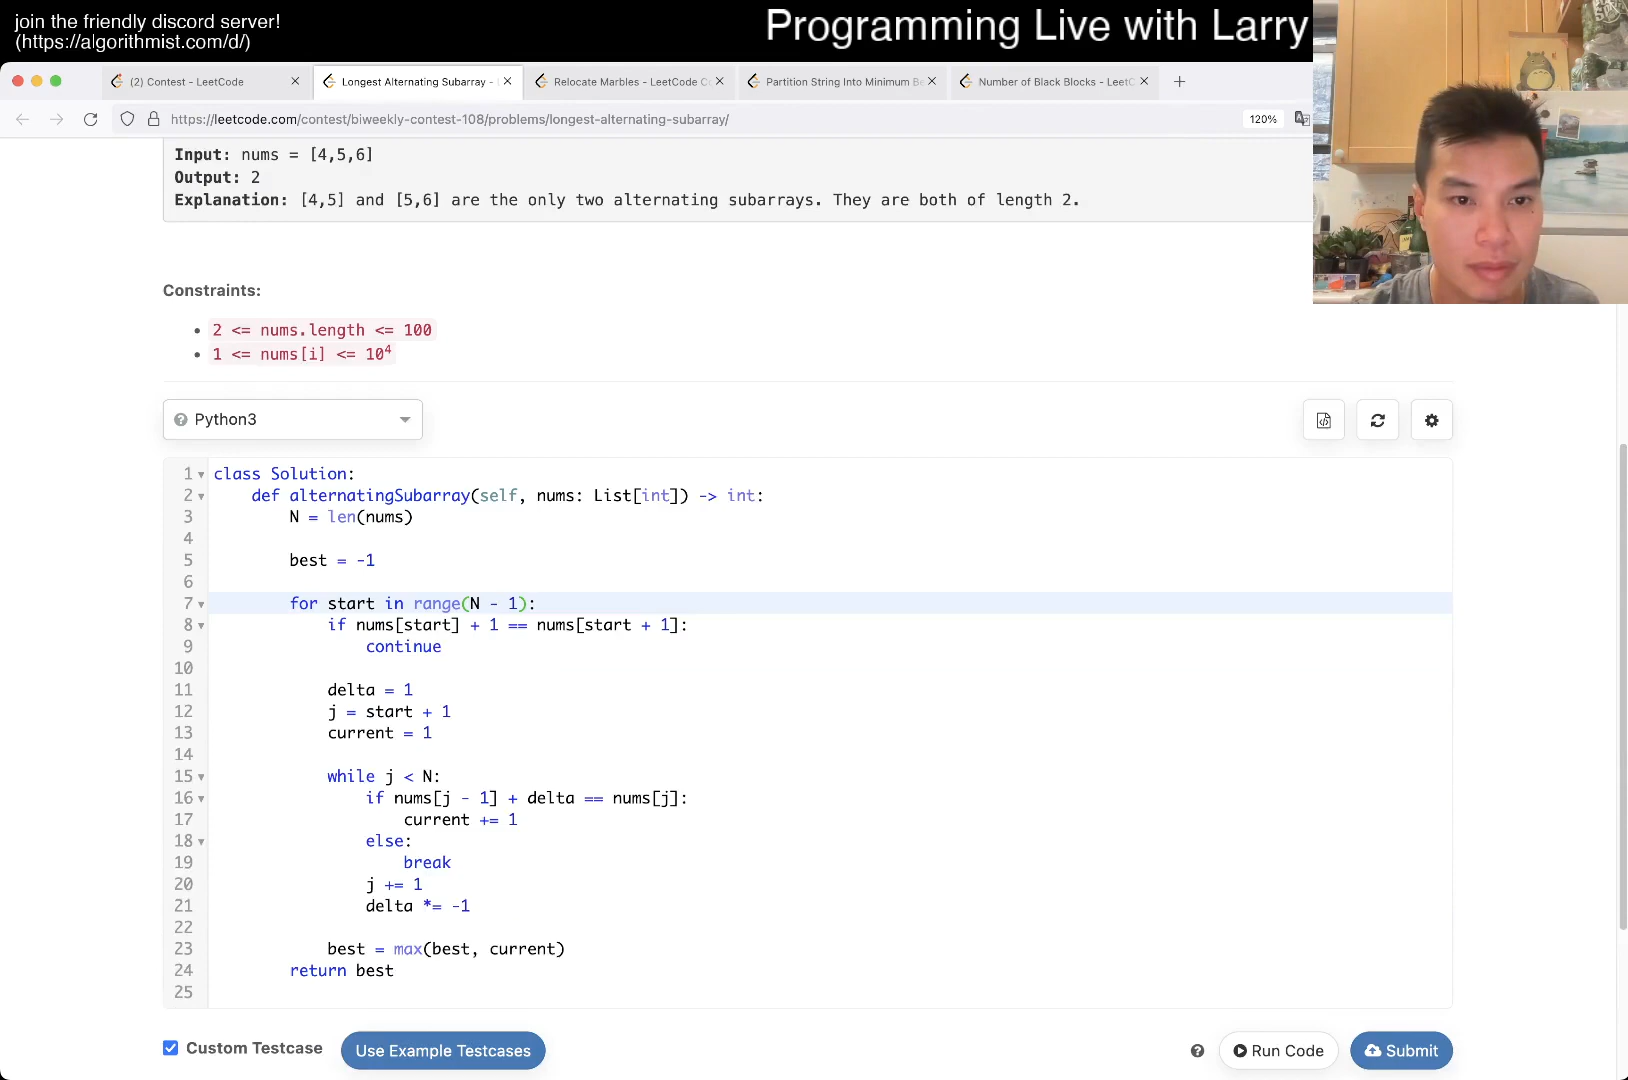 join the friendly discord server!
(https://algorithmist.com/d/)
Programming Live with Larry
(2) Contest - LeetCode
Longest Alternating Subarray -
Relocate Marbles - LeetCode C
Partition String Into Minimum Be
Number of Black Blocks - LeetC
https://leetcode.com/contest/biweekly-contest-108/problems/longest-alternating-subarray/
120%
Input: nums = [4,5,6]
Output: 2
Explanation: [4,5] and [5,6] are the only two alternating subarrays. They are both of length 2.
Constraints:
• 2 <= nums.length <= 100
• 1 <= nums[i] <= 10⁴
Python3
1 class Solution:
2     def alternatingSubarray(self, nums: List[int]) -> int:
3         N = len(nums)
4
5         best = -1
6
7         for start in range(N - 1):
8             if nums[start] + 1 == nums[start + 1]:
9                 continue
10
11             delta = 1
12             j = start + 1
13             current = 1
14
15             while j < N:
16                 if nums[j - 1] + delta == nums[j]:
17                     current += 1
18                 else:
19                     break
20                 j += 1
21                 delta *= -1
22
23             best = max(best, current)
24         return best
25
Custom Testcase
Use Example Testcases
Run Code
Submit